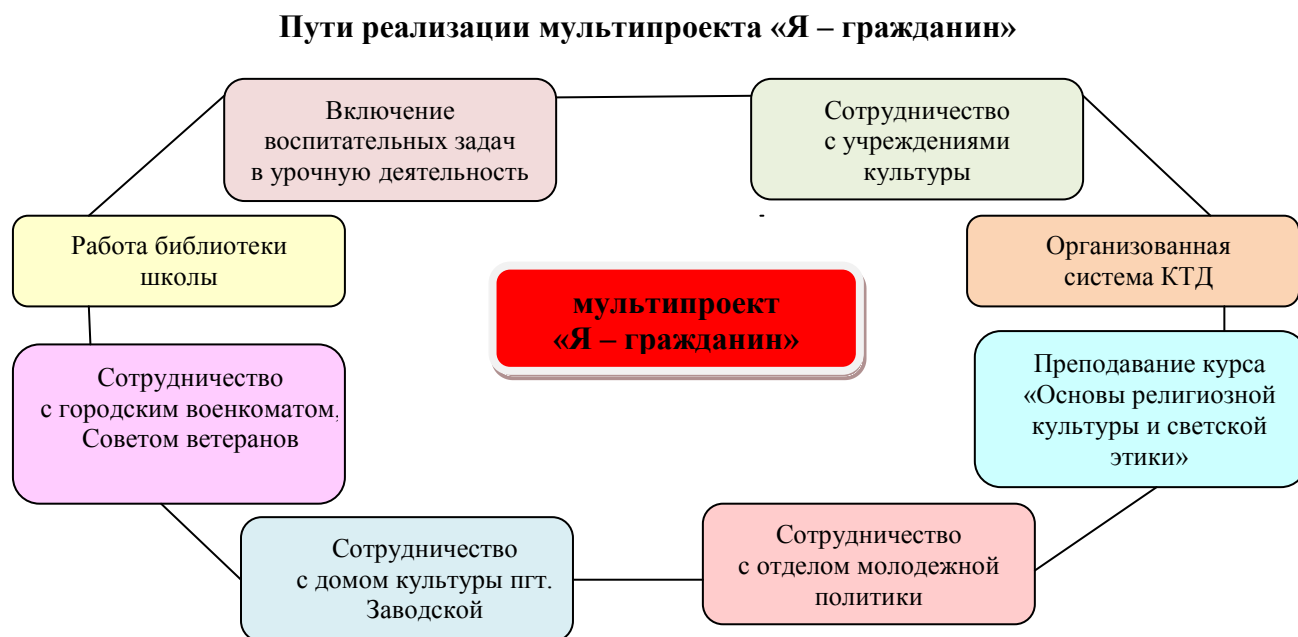 Пути реализации мультипроекта «Я – гражданин»
Включение
воспитательных задач
в урочную деятельность
Сотрудничество
с учреждениями
культуры
Работа библиотеки
школы
Организованная
система КТД
мультипроект
«Я – гражданин»
Сотрудничество
с городским военкоматом,
Советом ветеранов
Преподавание курса
«Основы религиозной
культуры и светской
этики»
Сотрудничество
с домом культуры пгт.
Заводской
Сотрудничество
с отделом молодежной
политики